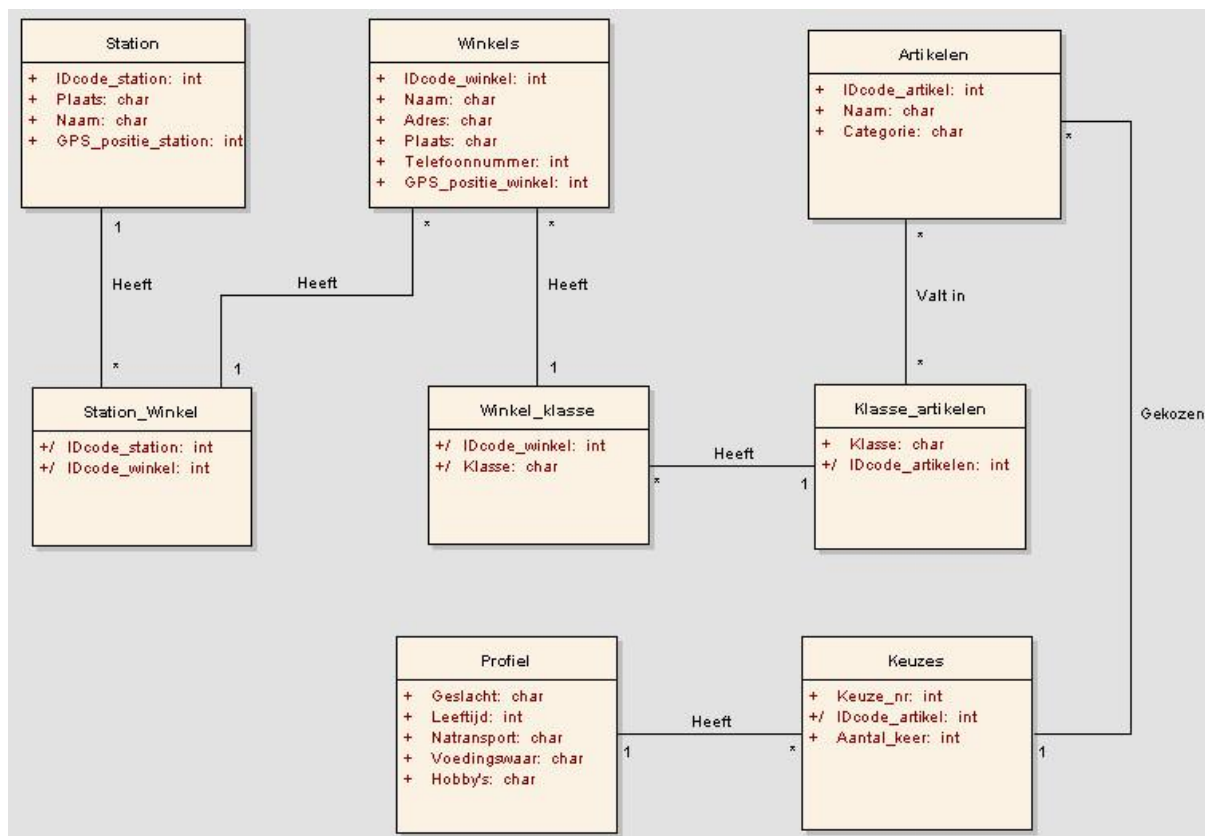 Station
+ IDcode_station: int
+ Plaats: char
+ Naam: char
+ GPS_positie_station: int
Winkels
+ IDcode_winkel: int
+ Naam: char
+ Adres: char
+ Plaats: char
+ Telefoonnummer: int
+ GPS_positie_winkel: int
Artikelen
+ IDcode_artikel: int
+ Naam: char
+ Categorie: char
1
*
*
*
*
Heeft
Heeft
Heeft
Valt in
*
1
1
*
Station_Winkel
+/ IDcode_station: int
+/ IDcode_winkel: int
Winkel_klasse
+/ IDcode_winkel: int
+/ Klasse: char
Heeft
*
1
Klasse_artikelen
+ Klasse: char
+/ IDcode_artikelen: int
Gekozen
Profiel
+ Geslacht: char
+ Leeftijd: int
+ Natransport: char
+ Voedingswaar: char
+ Hobby's: char
Heeft
1
*
Keuzes
+ Keuze_nr: int
+/ IDcode_artikel: int
+ Aantal_keer: int
1